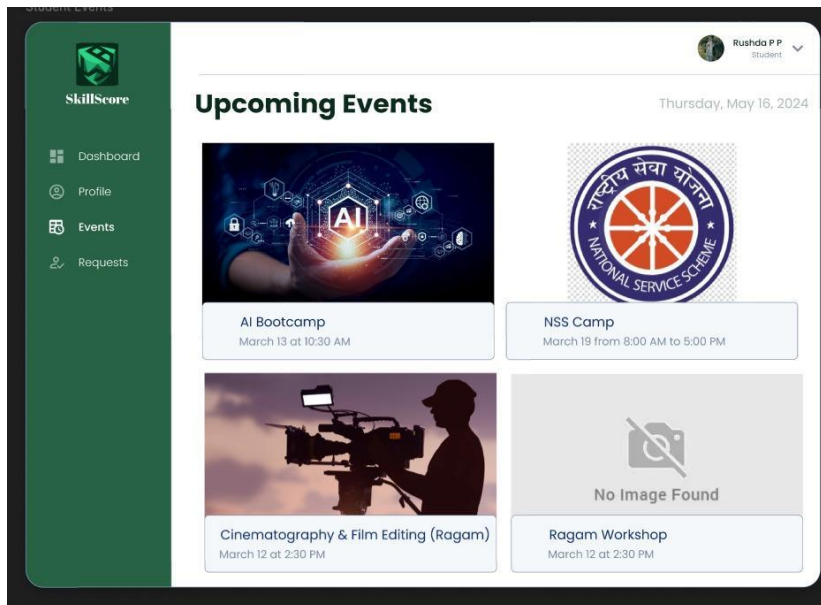 Student Events
SkillScore
Rushda P P
Student
Upcoming Events
Thursday, May 16, 2024
Dashboard
Profile
Events
Requests
AI
राष्ट्रीय सेवा योजना
NATIONAL SERVICE SCHEME
AI Bootcamp
March 13 at 10:30 AM
NSS Camp
March 19 from 8:00 AM to 5:00 PM
No Image Found
Cinematography & Film Editing (Ragam)
March 12 at 2:30 PM
Ragam Workshop
March 12 at 2:30 PM